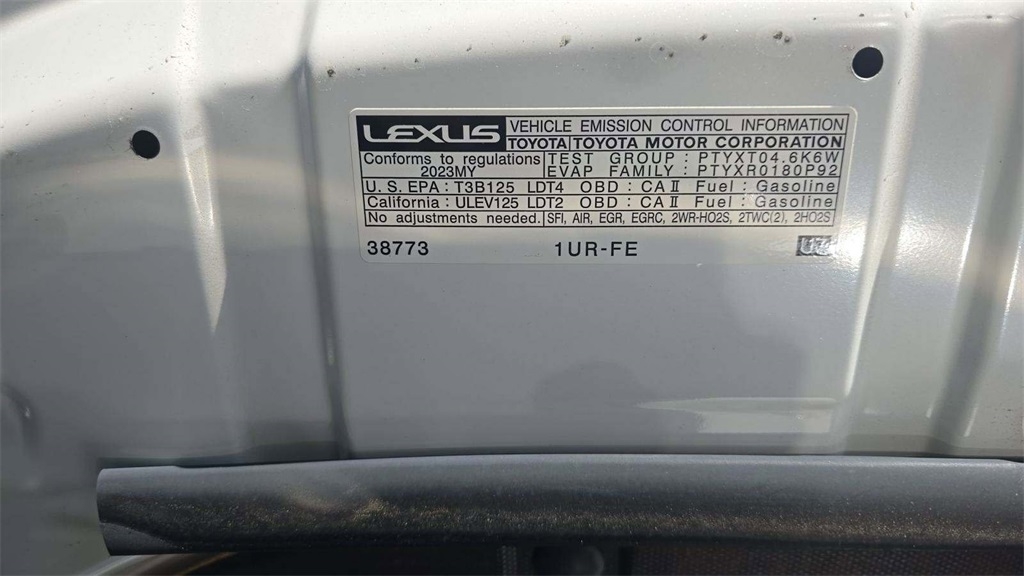 LEXUS VEHICLE EMISSION CONTROL INFORMATION
TOYOTA TOYOTA MOTOR CORPORATION
Conforms to regulations TEST GROUP : PTYXT04.6K6W
2023MY EVAP FAMILY : PTYXR0180P92
U.S. EPA : T3B125 LDT4 OBD : CA II Fuel : Gasoline
California : ULEV125 LDT2 OBD : CA II Fuel : Gasoline
No adjustments needed. SFI, AIR, EGR, EGRC, 2WR-HO2S, 2TWC(2), 2HO2S
38773 1UR-FE